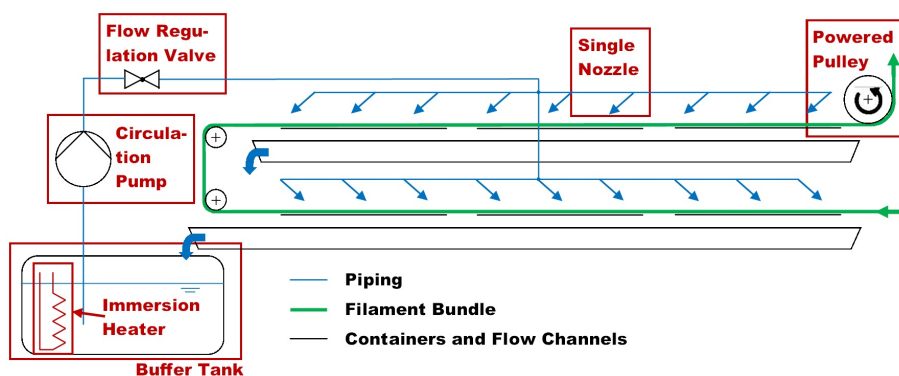 Flow Regu-
lation Valve
Single
Nozzle
Powered
Pulley
Circula-
tion
Pump
Immersion
Heater
Buffer Tank
Piping
Filament Bundle
Containers and Flow Channels